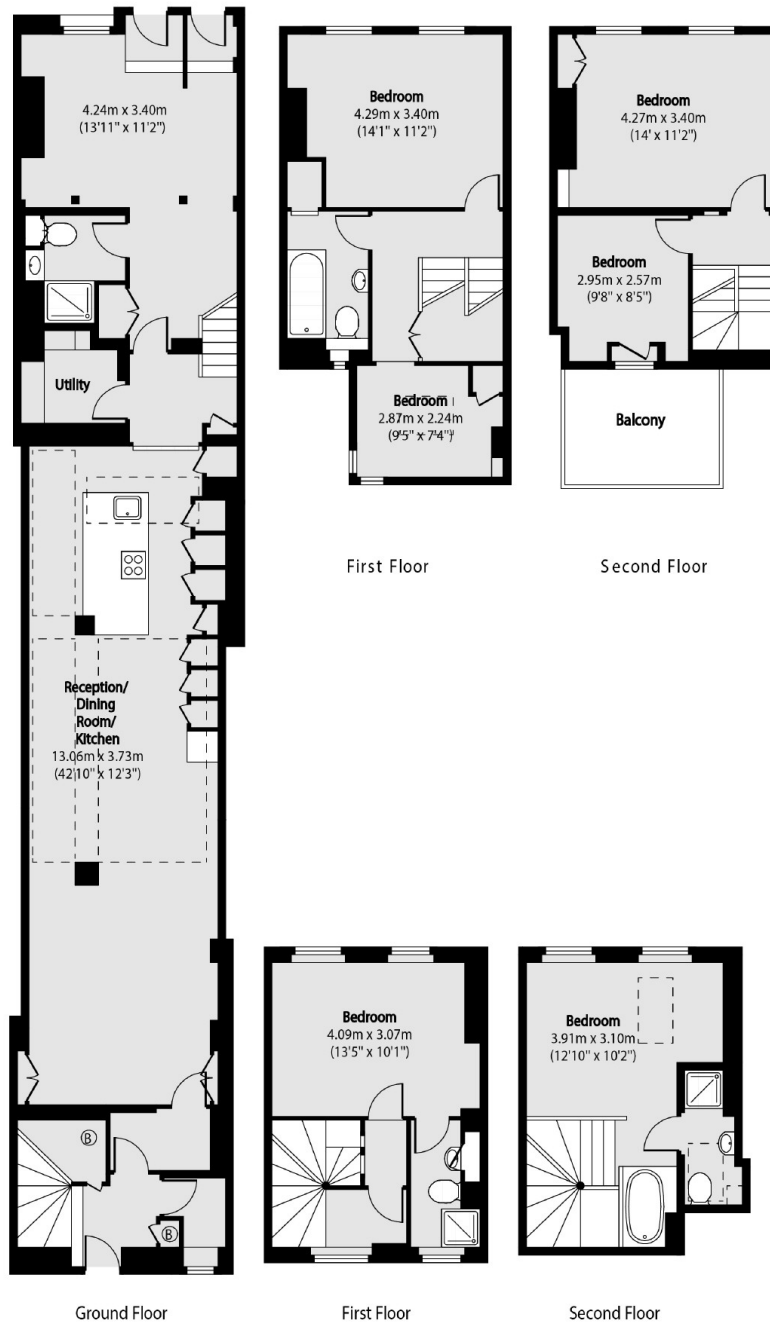 4.24m x 3.40m
(13'11" x 11'2")
Utility
Reception/
Dining
Room/
Kitchen
13.06m x 3.73m
(42'10" x 12'3")
B
B
Ground Floor
Bedroom
4.29m x 3.40m
(14'1" x 11'2")
Bedroom
2.87m x 2.24m
(9'5" x 7'4")
First Floor
Bedroom
4.27m x 3.40m
(14' x 11'2")
Bedroom
2.95m x 2.57m
(9'8" x 8'5")
Balcony
Second Floor
Bedroom
4.09m x 3.07m
(13'5" x 10'1")
First Floor
Bedroom
3.91m x 3.10m
(12'10" x 10'2")
Second Floor